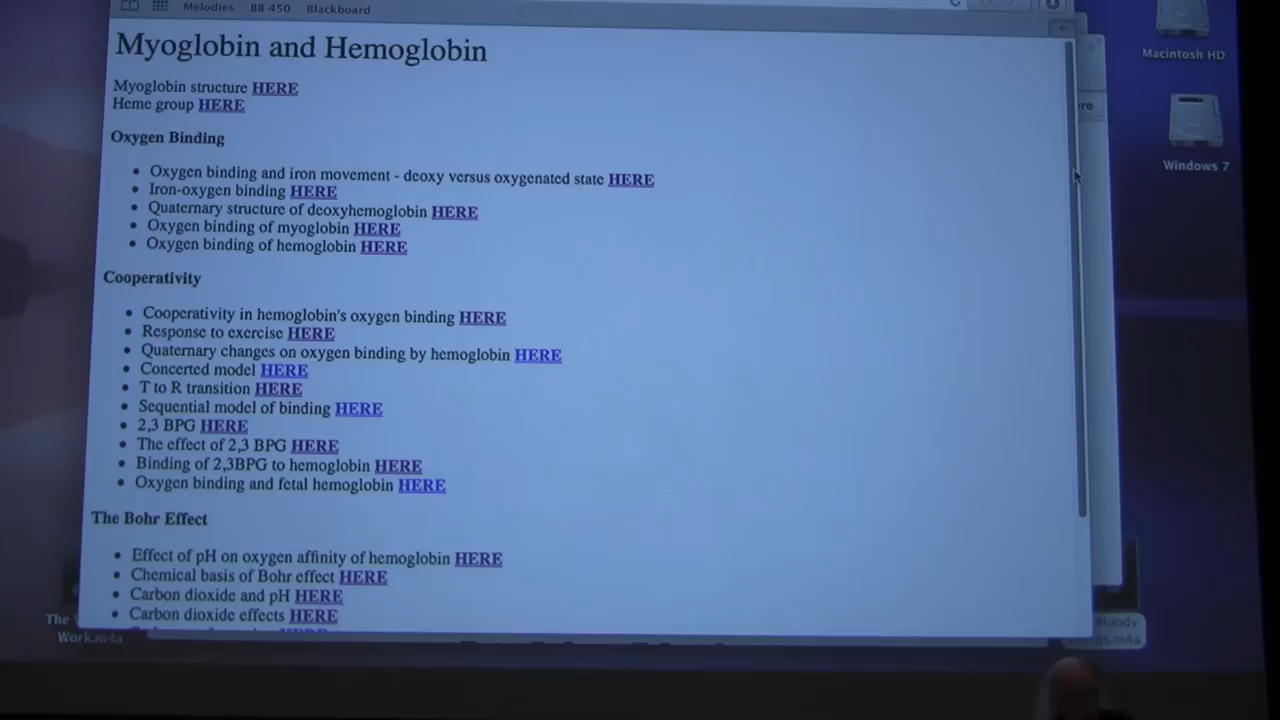 Melodies BB 450 Blackboard
Macintosh HD
Myoglobin and Hemoglobin
Myoglobin structure HERE
Heme group HERE
Windows 7
Oxygen Binding
• Oxygen binding and iron movement - deoxy versus oxygenated state HERE
• Iron-oxygen binding HERE
• Quaternary structure of deoxyhemoglobin HERE
• Oxygen binding of myoglobin HERE
• Oxygen binding of hemoglobin HERE
Cooperativity
• Cooperativity in hemoglobin's oxygen binding HERE
• Response to exercise HERE
• Quaternary changes on oxygen binding by hemoglobin HERE
• Concerted model HERE
• T to R transition HERE
• Sequential model of binding HERE
• 2,3 BPG HERE
• The effect of 2,3 BPG HERE
• Binding of 2,3BPG to hemoglobin HERE
• Oxygen binding and fetal hemoglobin HERE
The Bohr Effect
• Effect of pH on oxygen affinity of hemoglobin HERE
• Chemical basis of Bohr effect HERE
• Carbon dioxide and pH HERE
• Carbon dioxide effects HERE
The
Work.m4a
Bloody